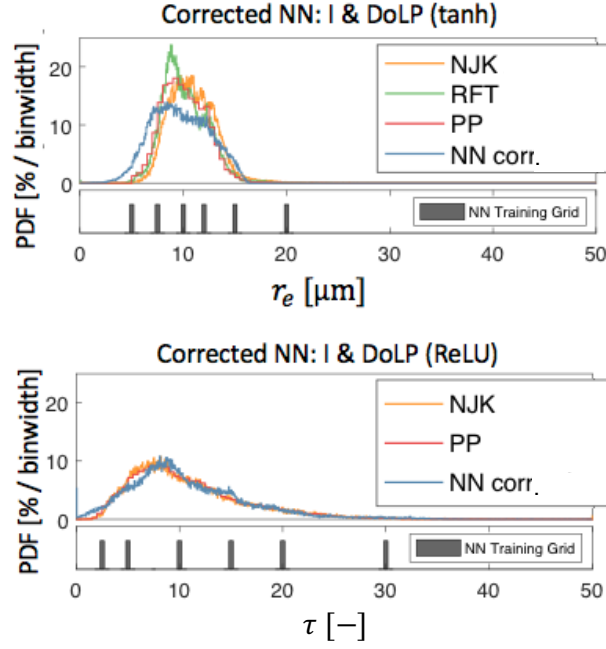 Corrected NN: I & DoLP (tanh)
PDF [% / binwidth]
20
10
0
NJK
RFT
PP
NN corr.
NN Training Grid
0 10 20 30 40 50
r_e [μm]
Corrected NN: I & DoLP (ReLU)
PDF [% / binwidth]
20
10
0
NJK
PP
NN corr.
NN Training Grid
0 10 20 30 40 50
τ [−]